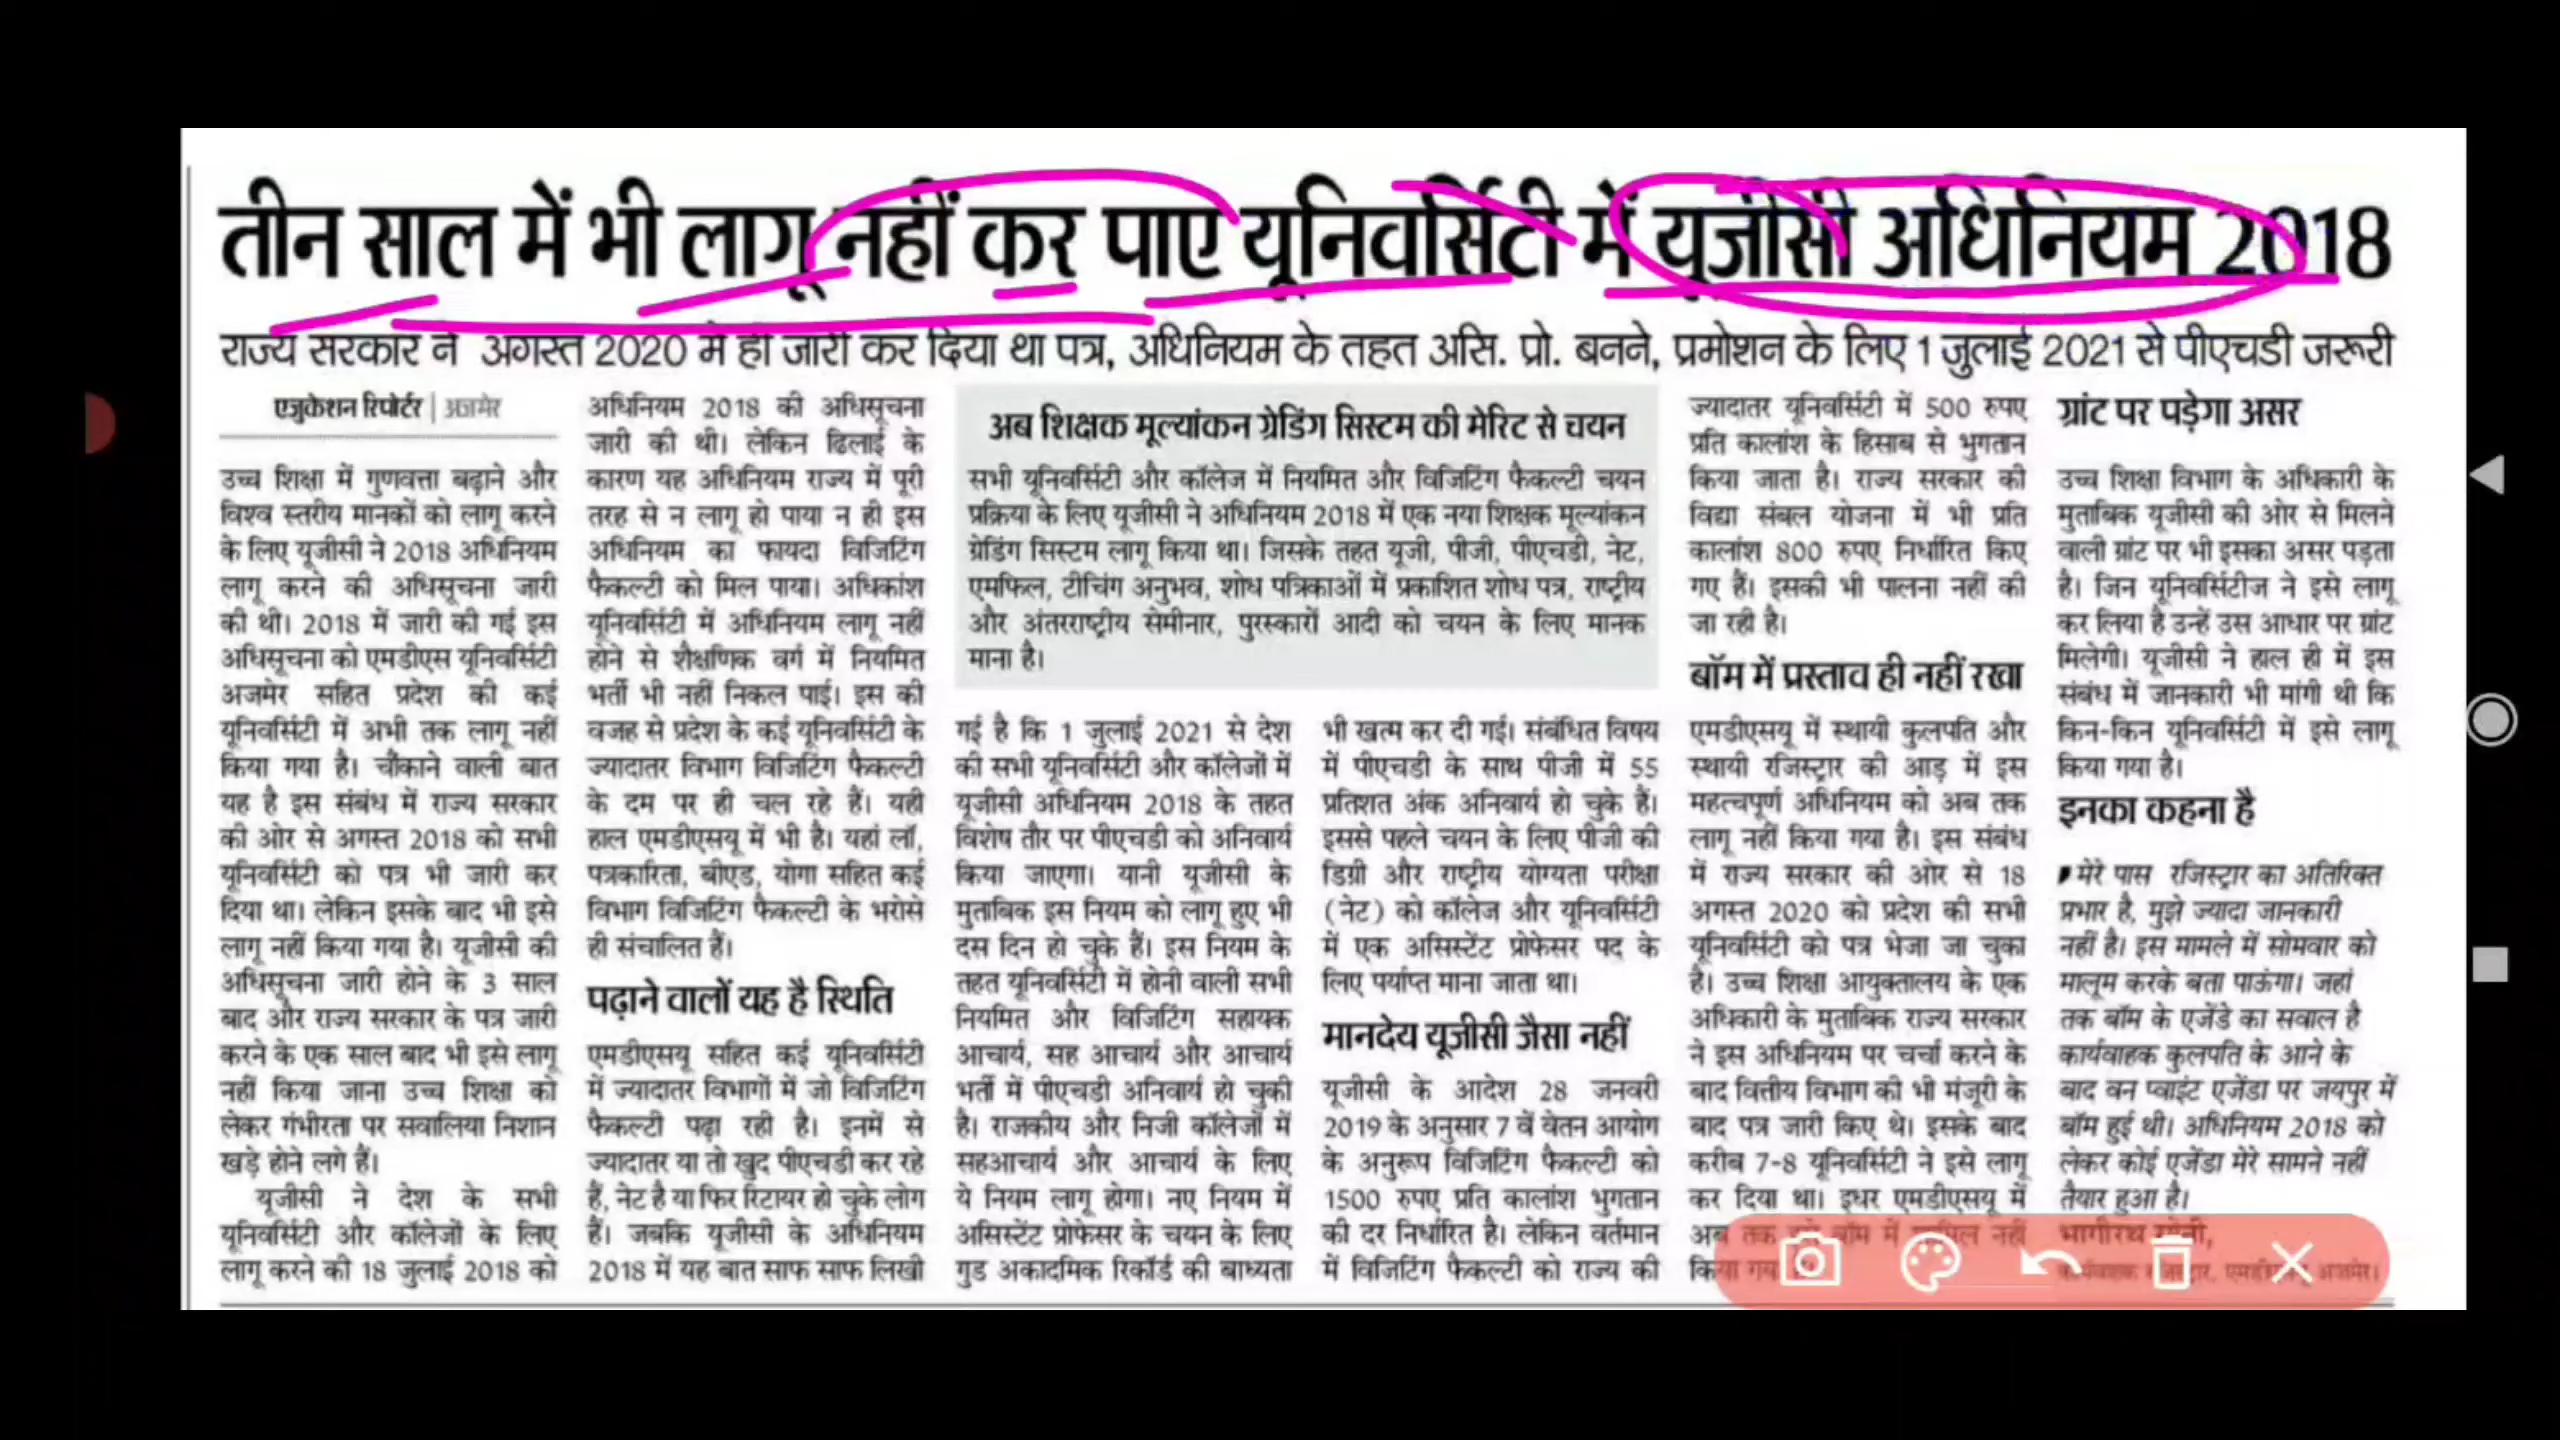 तीन साल में भी लागू नहीं कर पाए यूनिवर्सिटी में यूजीसी अधिनियम 2018
राज्य सरकार ने अगस्त 2020 में ही जारी कर दिया था पत्र, अधिनियम के तहत असि. प्रो. बनने, प्रमोशन के लिए 1 जुलाई 2021 से पीएचडी जरूरी
एजुकेशन रिपोर्टर | अजमेर
उच्च शिक्षा में गुणवत्ता बढ़ाने और
विश्व स्तरीय मानकों को लागू करने
के लिए यूजीसी ने 2018 अधिनियम
लागू करने की अधिसूचना जारी
की थी। 2018 में जारी की गई इस
अधिसूचना को एमडीएस यूनिवर्सिटी
अजमेर सहित प्रदेश की कई
यूनिवर्सिटी में अभी तक लागू नहीं
किया गया है। चौंकाने वाली बात
यह है इस संबंध में राज्य सरकार
की ओर से अगस्त 2018 को सभी
यूनिवर्सिटी को पत्र भी जारी कर
दिया था। लेकिन इसके बाद भी इसे
लागू नहीं किया गया है। यूजीसी की
अधिसूचना जारी होने के 3 साल
बाद और राज्य सरकार के पत्र जारी
करने के एक साल बाद भी इसे लागू
नहीं किया जाना उच्च शिक्षा को
लेकर गंभीरता पर सवालिया निशान
खड़े होने लगे हैं।
यूजीसी ने देश के सभी
यूनिवर्सिटी और कॉलेजों के लिए
लागू करने की 18 जुलाई 2018 को
अधिनियम 2018 की अधिसूचना
जारी की थी। लेकिन ढिलाई के
कारण यह अधिनियम राज्य में पूरी
तरह से न लागू हो पाया न ही इस
अधिनियम का फायदा विजिटिंग
फैकल्टी को मिल पाया। अधिकांश
यूनिवर्सिटी में अधिनियम लागू नहीं
होने से शैक्षणिक वर्ग में नियमित
भर्ती भी नहीं निकल पाई। इस की
वजह से प्रदेश के कई यूनिवर्सिटी के
ज्यादातर विभाग विजिटिंग फैकल्टी
के दम पर ही चल रहे हैं। यही
हाल एमडीएसयू में भी है। यहां लॉ,
पत्रकारिता, बीएड, योगा सहित कई
विभाग विजिटिंग फैकल्टी के भरोसे
ही संचालित हैं।
पढ़ाने वालों यह है स्थिति
एमडीएसयू सहित कई यूनिवर्सिटी
में ज्यादातर विभागों में जो विजिटिंग
फैकल्टी पढ़ा रही है। इनमें से
ज्यादातर या तो खुद पीएचडी कर रहे
हैं, नेट है या फिर रिटायर हो चुके लोग
हैं। जबकि यूजीसी के अधिनियम
2018 में यह बात साफ साफ लिखी
अब शिक्षक मूल्यांकन ग्रेडिंग सिस्टम की मेरिट से चयन
सभी यूनिवर्सिटी और कॉलेज में नियमित और विजिटिंग फैकल्टी चयन
प्रक्रिया के लिए यूजीसी ने अधिनियम 2018 में एक नया शिक्षक मूल्यांकन
ग्रेडिंग सिस्टम लागू किया था। जिसके तहत यूजी, पीजी, पीएचडी, नेट,
एमफिल, टीचिंग अनुभव, शोध पत्रिकाओं में प्रकाशित शोध पत्र, राष्ट्रीय
और अंतरराष्ट्रीय सेमीनार, पुरस्कारों आदी को चयन के लिए मानक
माना है।
गई है कि 1 जुलाई 2021 से देश
की सभी यूनिवर्सिटी और कॉलेजों में
यूजीसी अधिनियम 2018 के तहत
विशेष तौर पर पीएचडी को अनिवार्य
किया जाएगा। यानी यूजीसी के
मुताबिक इस नियम को लागू हुए भी
दस दिन हो चुके हैं। इस नियम के
तहत यूनिवर्सिटी में होनी वाली सभी
नियमित और विजिटिंग सहायक
आचार्य, सह आचार्य और आचार्य
भर्ती में पीएचडी अनिवार्य हो चुकी
है। राजकीय और निजी कॉलेजों में
सहआचार्य और आचार्य के लिए
ये नियम लागू होगा। नए नियम में
असिस्टेंट प्रोफेसर के चयन के लिए
गुड अकादमिक रिकॉर्ड की बाध्यता
भी खत्म कर दी गई। संबंधित विषय
में पीएचडी के साथ पीजी में 55
प्रतिशत अंक अनिवार्य हो चुके हैं।
इससे पहले चयन के लिए पीजी की
डिग्री और राष्ट्रीय योग्यता परीक्षा
(नेट) को कॉलेज और यूनिवर्सिटी
में एक असिस्टेंट प्रोफेसर पद के
लिए पर्याप्त माना जाता था।
मानदेय यूजीसी जैसा नहीं
यूजीसी के आदेश 28 जनवरी
2019 के अनुसार 7 वें वेतन आयोग
के अनुरूप विजिटिंग फैकल्टी को
1500 रुपए प्रति कालांश भुगतान
की दर निर्धारित है। लेकिन वर्तमान
में विजिटिंग फैकल्टी को राज्य की
ज्यादातर यूनिवर्सिटी में 500 रुपए
प्रति कालांश के हिसाब से भुगतान
किया जाता है। राज्य सरकार की
विद्या संबल योजना में भी प्रति
कालांश 800 रुपए निर्धारित किए
गए हैं। इसकी भी पालना नहीं की
जा रही है।
बॉम में प्रस्ताव ही नहीं रखा
एमडीएसयू में स्थायी कुलपति और
स्थायी रजिस्ट्रार की आड़ में इस
महत्वपूर्ण अधिनियम को अब तक
लागू नहीं किया गया है। इस संबंध
में राज्य सरकार की ओर से 18
अगस्त 2020 को प्रदेश की सभी
यूनिवर्सिटी को पत्र भेजा जा चुका
है। उच्च शिक्षा आयुक्तालय के एक
अधिकारी के मुताबिक राज्य सरकार
ने इस अधिनियम पर चर्चा करने के
बाद वित्तीय विभाग की भी मंजूरी के
बाद पत्र जारी किए थे। इसके बाद
करीब 7-8 यूनिवर्सिटी ने इसे लागू
कर दिया था। इधर एमडीएसयू में
अब तक इसे बॉम में शामिल नहीं
किया गया
ग्रांट पर पड़ेगा असर
उच्च शिक्षा विभाग के अधिकारी के
मुताबिक यूजीसी की ओर से मिलने
वाली ग्रांट पर भी इसका असर पड़ता
है। जिन यूनिवर्सिटीज ने इसे लागू
कर लिया है उन्हें उस आधार पर ग्रांट
मिलेगी। यूजीसी ने हाल ही में इस
संबंध में जानकारी भी मांगी थी कि
किन-किन यूनिवर्सिटी में इसे लागू
किया गया है।
इनका कहना है
मेरे पास रजिस्ट्रार का अतिरिक्त
प्रभार है, मुझे ज्यादा जानकारी
नहीं है। इस मामले में सोमवार को
मालूम करके बता पाऊंगा। जहां
तक बॉम के एजेंडे का सवाल है
कार्यवाहक कुलपति के आने के
बाद वन प्वाइंट एजेंडा पर जयपुर में
बॉम हुई थी। अधिनियम 2018 को
लेकर कोई एजेंडा मेरे सामने नहीं
तैयार हुआ है।
भागीरथ सोनी,
कार्यवाहक रजिस्ट्रार, एमडीएसयू, अजमेर।